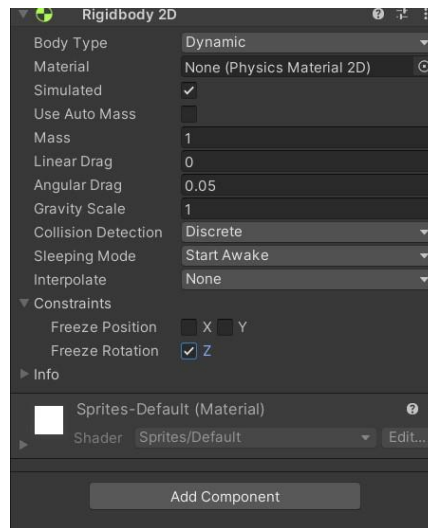 Rigidbody 2D
Body Type Dynamic
Material None (Physics Material 2D)
Simulated
Use Auto Mass
Mass 1
Linear Drag 0
Angular Drag 0.05
Gravity Scale 1
Collision Detection Discrete
Sleeping Mode Start Awake
Interpolate None
Constraints
Freeze Position X Y
Freeze Rotation Z
Info
Sprites-Default (Material)
Shader Sprites/Default Edit...
Add Component